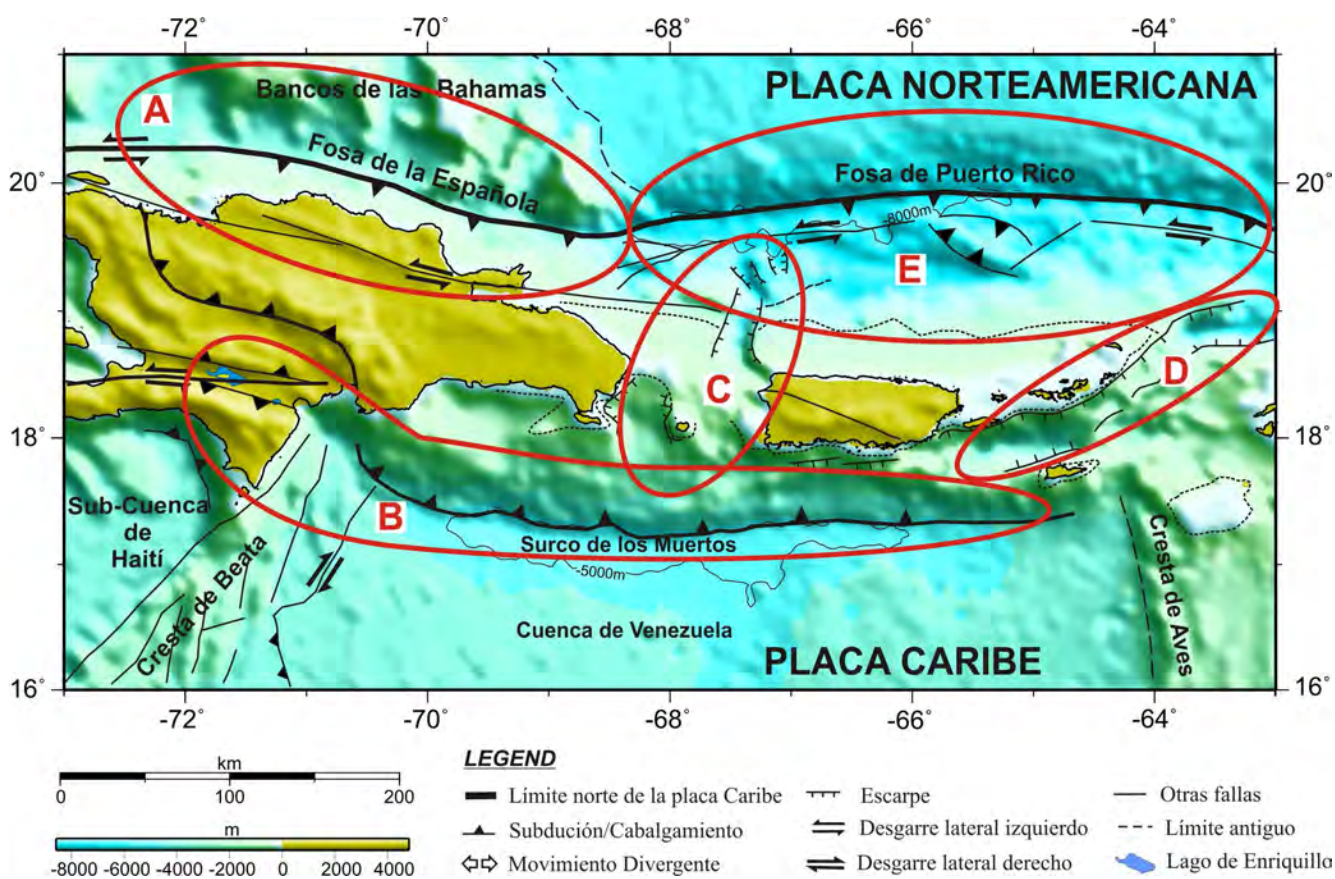 -72˚ -70˚ -68˚ -66˚ -64˚
Bancos de las Bahamas
PLACA NORTEAMERICANA
A
20˚ 20˚
Fosa de la Española
Fosa de Puerto Rico
-8000m
E
D
C
18˚ 18˚
B
Sub-Cuenca
de
Haití
Cresta de Beata
Surco de los Muertos
-5000m
Cuenca de Venezuela
PLACA CARIBE
Cresta de Aves
16˚ 16˚
-72˚ -70˚ -68˚ -66˚ -64˚
km
0 100 200
m
-8000 -6000 -4000 -2000 0 2000 4000
LEGEND
Límite norte de la placa Caribe
Subdución/Cabalgamiento
Movimiento Divergente
Escarpe
Desgarre lateral izquierdo
Desgarre lateral derecho
Otras fallas
Límite antiguo
Lago de Enriquillo